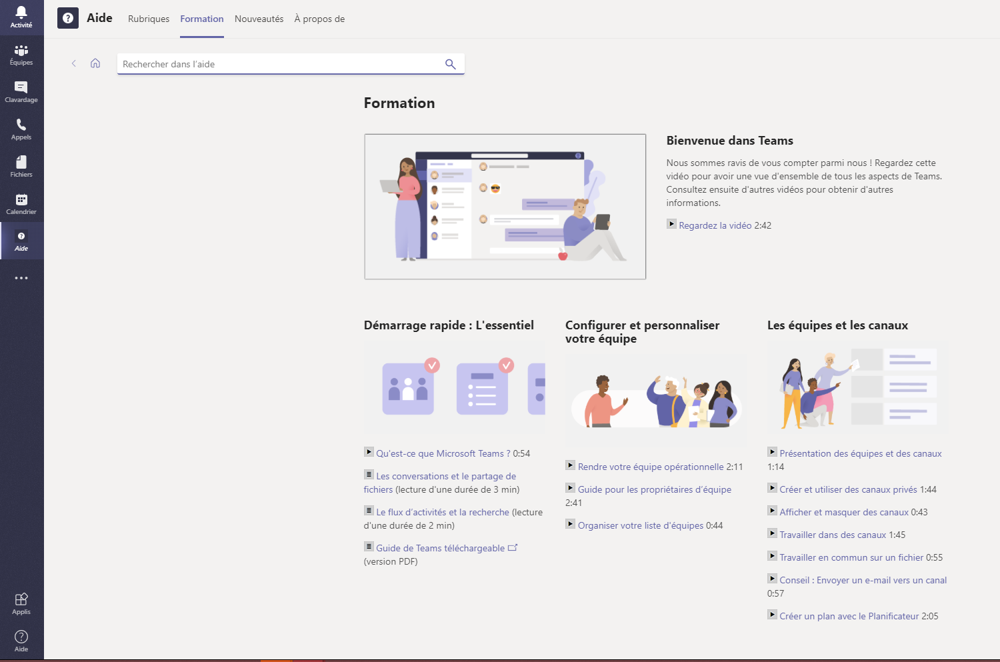 Activité
Équipes
Clavardage
Appels
Fichiers
Calendrier
Aide
Applis
Aide
Aide
Rubriques
Formation
Nouveautés
À propos de
Rechercher dans l'aide
Formation
Bienvenue dans Teams
Nous sommes ravis de vous compter parmi nous ! Regardez cette
vidéo pour avoir une vue d'ensemble de tous les aspects de Teams.
Consultez ensuite d'autres vidéos pour obtenir d'autres
informations.
Regardez la vidéo 2:42
Démarrage rapide : L'essentiel
Qu'est-ce que Microsoft Teams ? 0:54
Les conversations et le partage de
fichiers (lecture d'une durée de 3 min)
Le flux d’activités et la recherche (lecture
d'une durée de 2 min)
Guide de Teams téléchargeable
(version PDF)
Configurer et personnaliser
votre équipe
Rendre votre équipe opérationnelle 2:11
Guide pour les propriétaires d’équipe
2:41
Organiser votre liste d'équipes 0:44
Les équipes et les canaux
Présentation des équipes et des canaux
1:14
Créer et utiliser des canaux privés 1:44
Afficher et masquer des canaux 0:43
Travailler dans des canaux 1:45
Travailler en commun sur un fichier 0:55
Conseil : Envoyer un e-mail vers un canal
0:57
Créer un plan avec le Planificateur 2:05